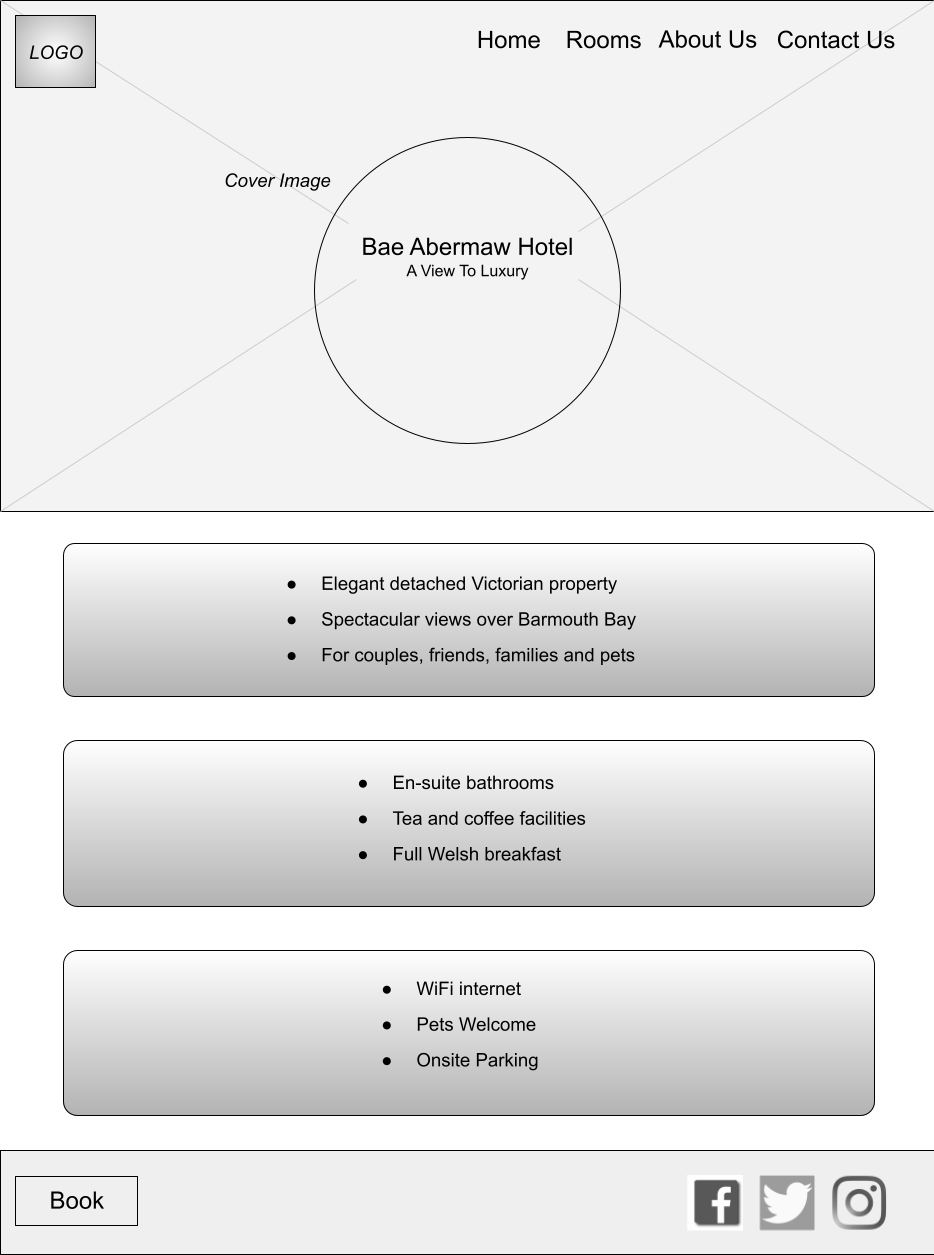 LOGO
Home Rooms About Us Contact Us
Cover Image
Bae Abermaw Hotel
A View To Luxury
● Elegant detached Victorian property
● Spectacular views over Barmouth Bay
● For couples, friends, families and pets
● En-suite bathrooms
● Tea and coffee facilities
● Full Welsh breakfast
● WiFi internet
● Pets Welcome
● Onsite Parking
Book